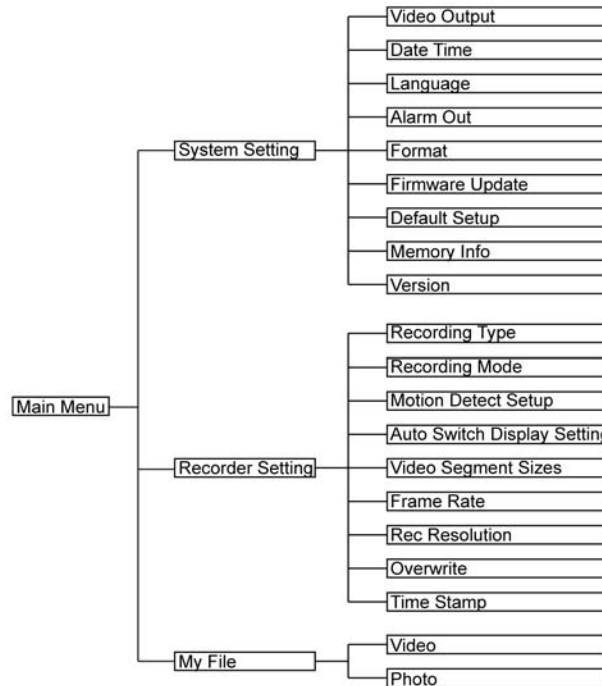 Video Output
Date Time
Language
Alarm Out
System Setting
Format
Firmware Update
Default Setup
Memory Info
Version
Recording Type
Recording Mode
Main Menu
Motion Detect Setup
Auto Switch Display Setting
Recorder Setting
Video Segment Sizes
Frame Rate
Rec Resolution
Overwrite
Time Stamp
My File
Video
Photo